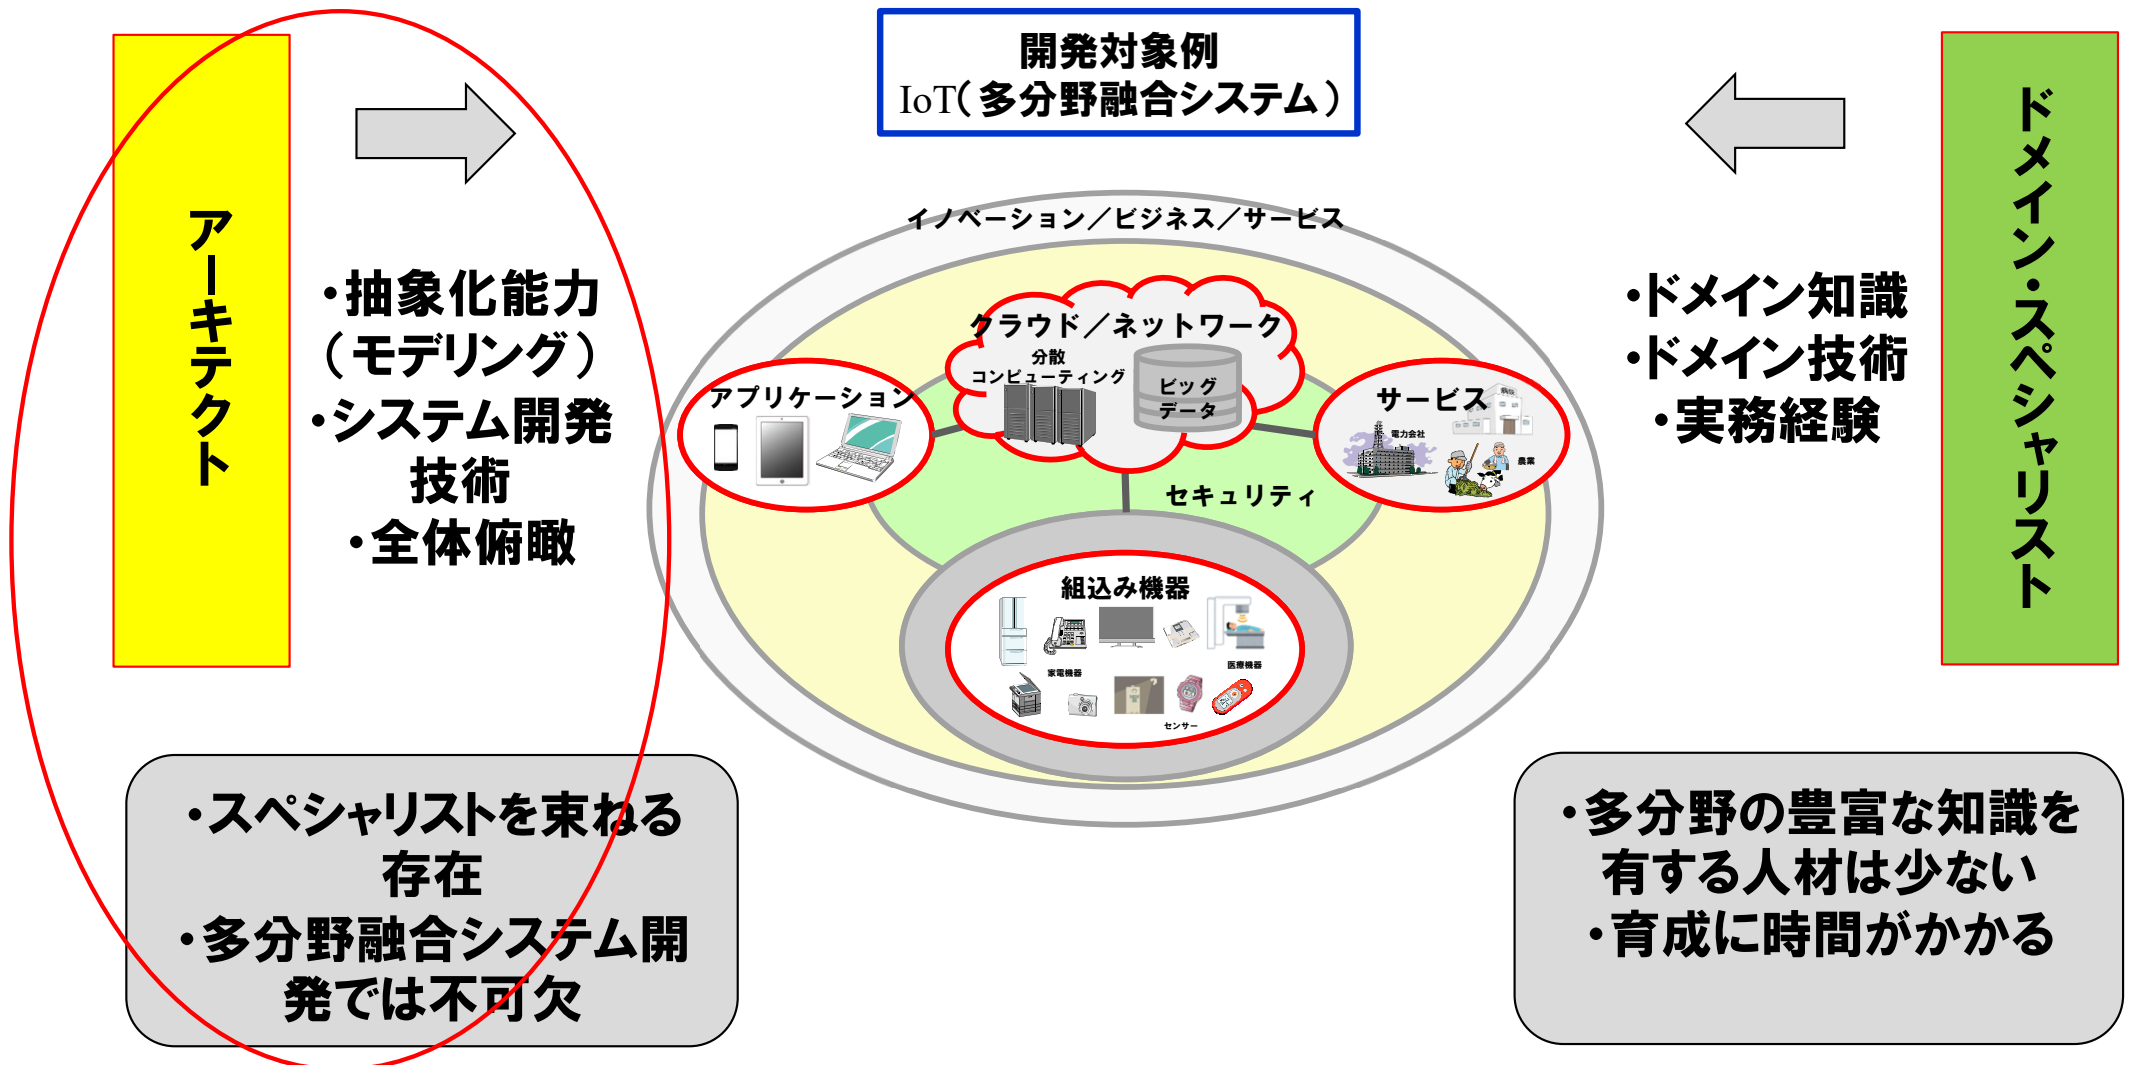 開発対象例
IoT(多分野融合システム)
アーキテクト
・抽象化能力
(モデリング)
・システム開発
技術
・全体俯瞰
・スペシャリストを束ねる
存在
・多分野融合システム開
発では不可欠
イノベーション／ビジネス／サービス
クラウド／ネットワーク
分散
コンピューティング
ビッグ
データ
アプリケーション
サービス
病院
電力会社
農業
セキュリティ
組込み機器
家電機器
医療機器
センサー
ドメイン・スペシャリスト
・ドメイン知識
・ドメイン技術
・実務経験
・多分野の豊富な知識を
有する人材は少ない
・育成に時間がかかる